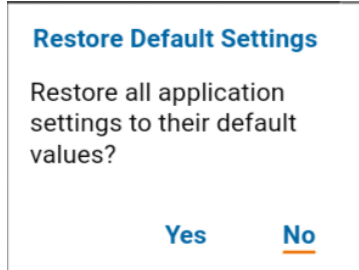 Restore Default Settings
Restore all application
settings to their default
values?
Yes No